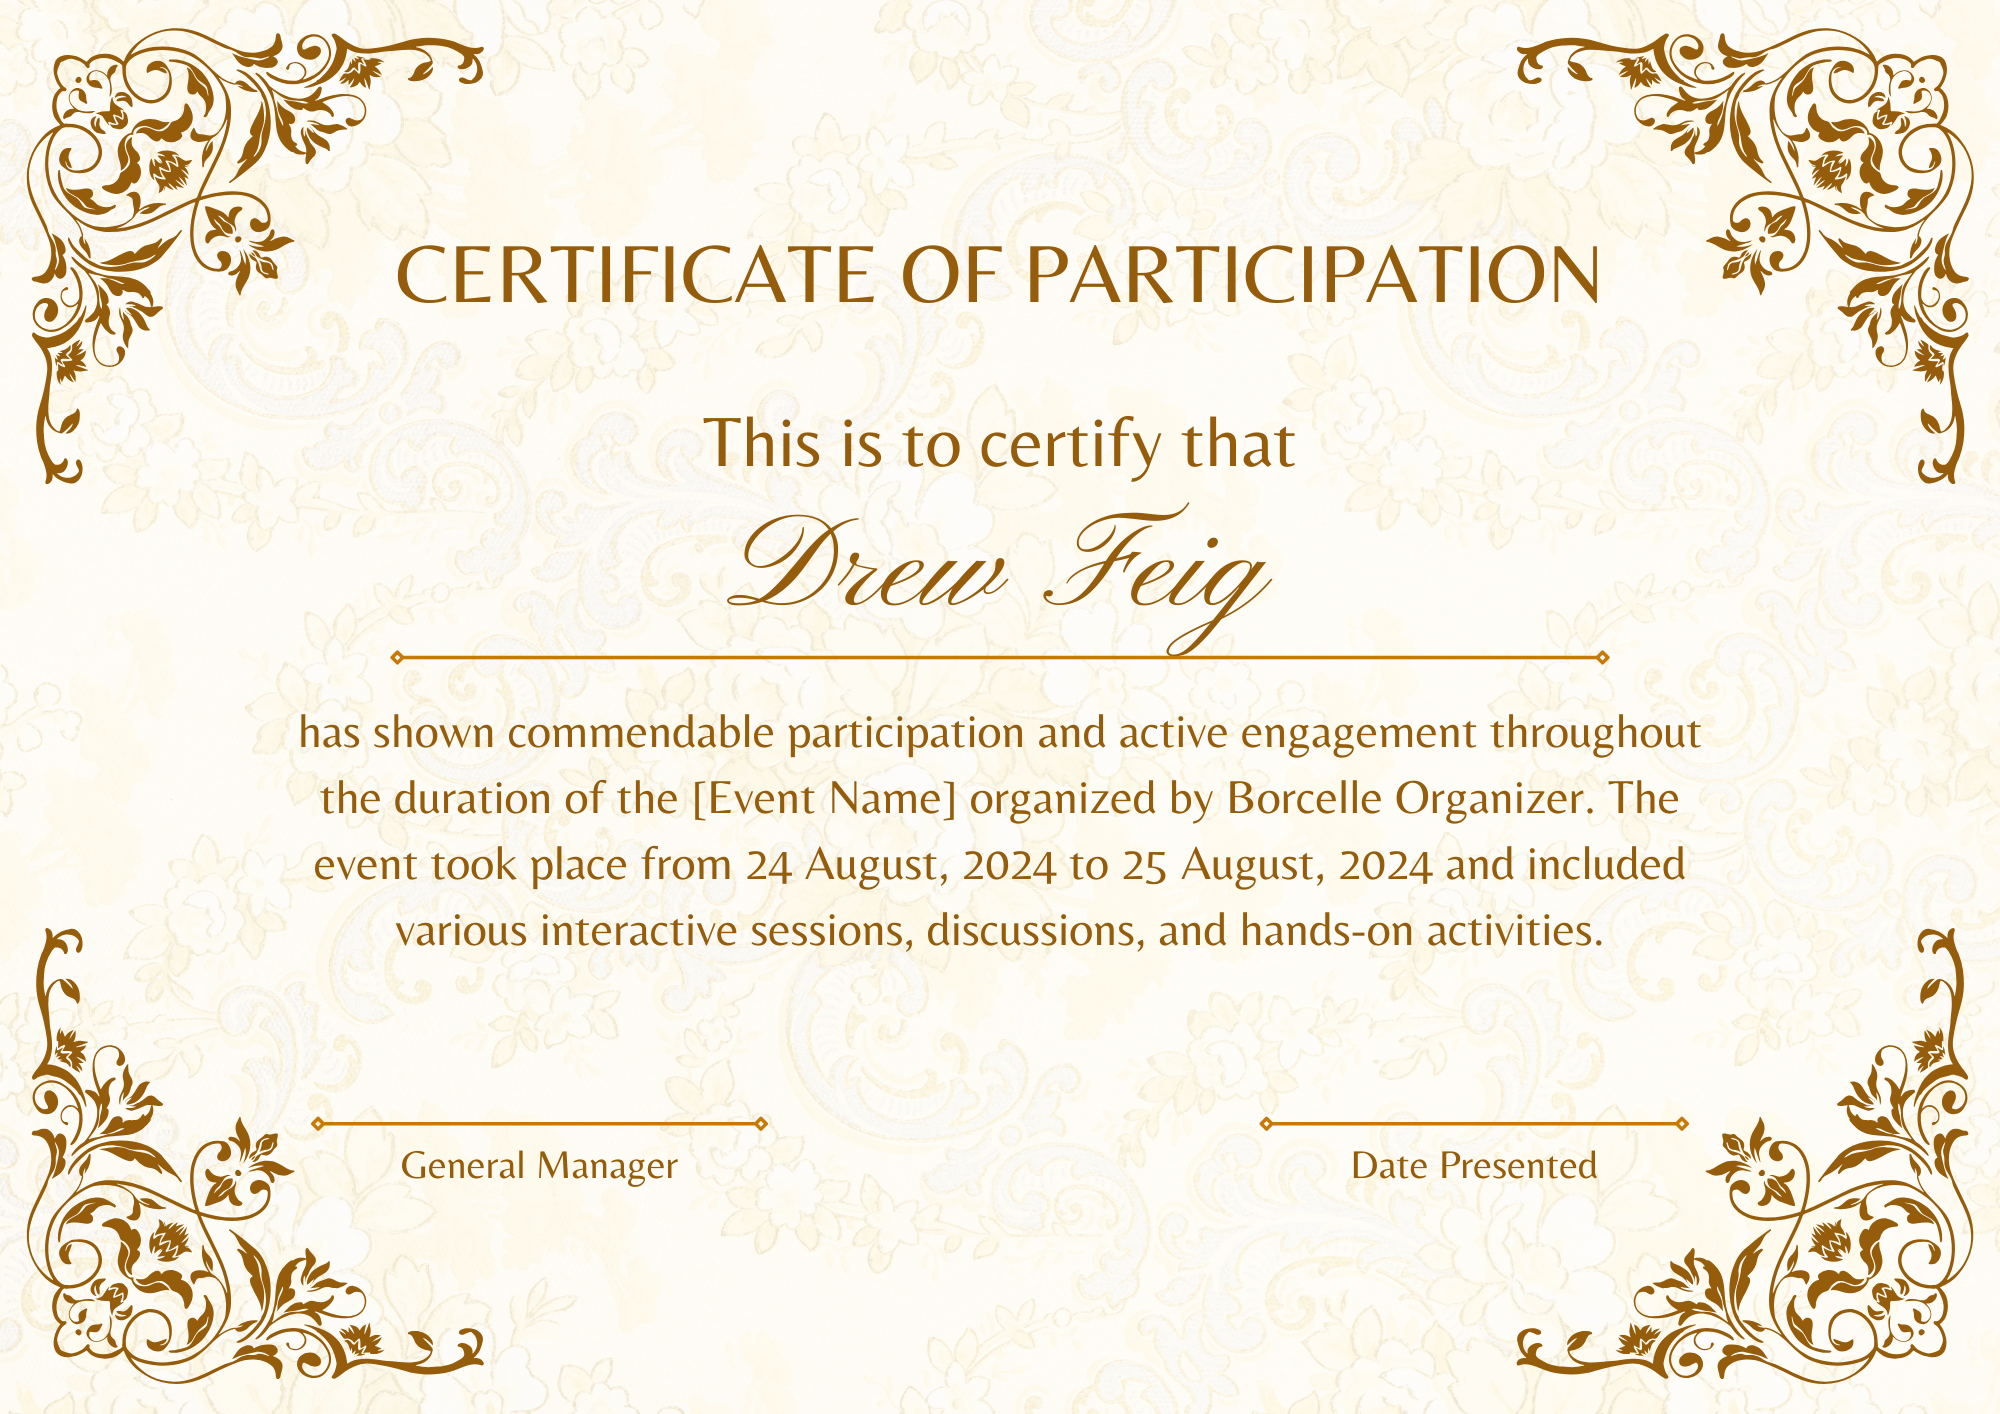 CERTIFICATE OF PARTICIPATION
This is to certify that
Drew Feig
has shown commendable participation and active engagement throughout
the duration of the [Event Name] organized by Borcelle Organizer. The
event took place from 24 August, 2024 to 25 August, 2024 and included
various interactive sessions, discussions, and hands-on activities.
General Manager
Date Presented